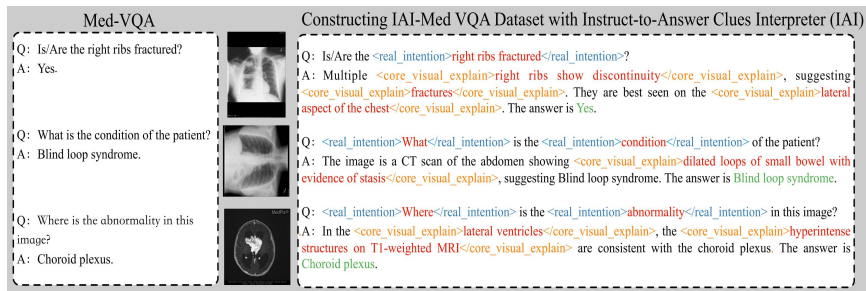 Med-VQA
Q: Is/Are the right ribs fractured?
A: Yes.
Q: What is the condition of the patient?
A: Blind loop syndrome.
Q: Where is the abnormality in this
image?
A: Choroid plexus.
MedPix
Constructing IAI-Med VQA Dataset with Instruct-to-Answer Clues Interpreter (IAI)
Q: Is/Are the <real_intention>right ribs fractured</real_intention>?
A: Multiple <core_visual_explain>right ribs show discontinuity</core_visual_explain>, suggesting
<core_visual_explain>fractures</core_visual_explain>. They are best seen on the <core_visual_explain>lateral
aspect of the chest</core_visual_explain>. The answer is Yes.
Q: <real_intention>What</real_intention> is the <real_intention>condition</real_intention> of the patient?
A: The image is a CT scan of the abdomen showing <core_visual_explain>dilated loops of small bowel with
evidence of stasis</core_visual_explain>, suggesting Blind loop syndrome. The answer is Blind loop syndrome.
Q: <real_intention>Where</real_intention> is the <real_intention>abnormality</real_intention> in this image?
A: In the <core_visual_explain>lateral ventricles</core_visual_explain>, the <core_visual_explain>hyperintense
structures on T1-weighted MRI</core_visual_explain> are consistent with the choroid plexus. The answer is
Choroid plexus.